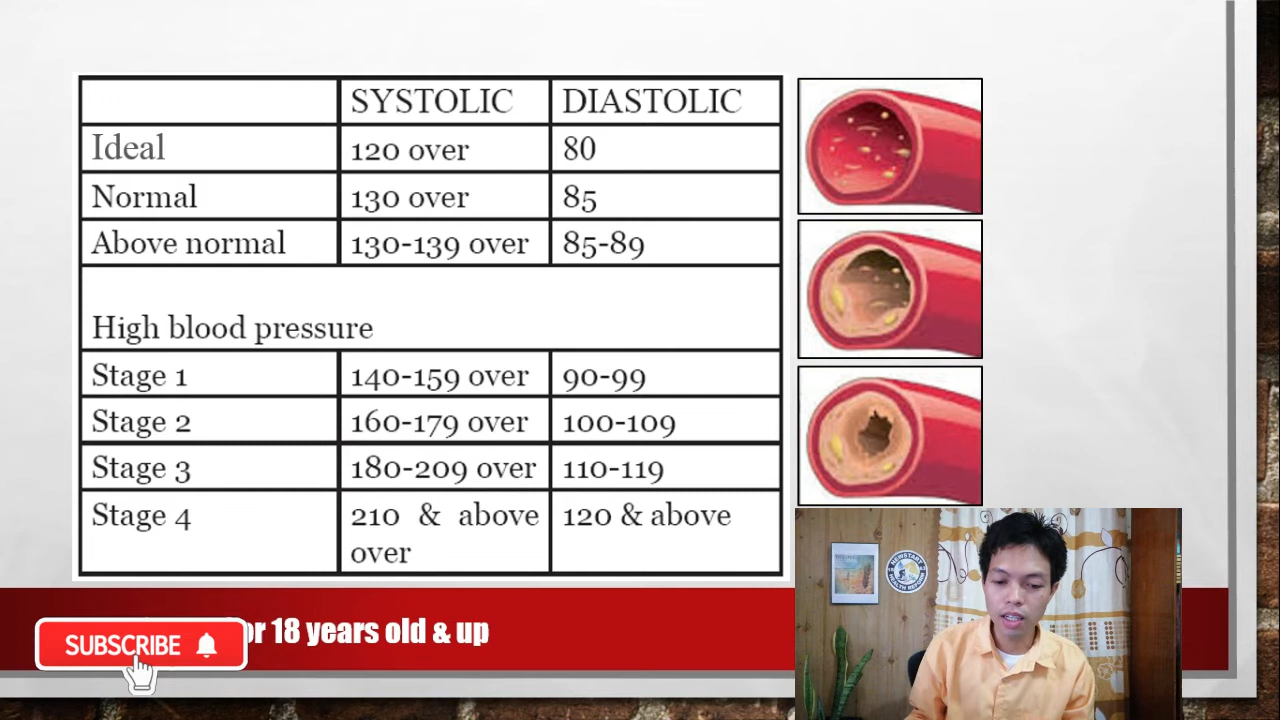 SYSTOLIC DIASTOLIC
Ideal 120 over 80
Normal 130 over 85
Above normal 130-139 over 85-89
High blood pressure
Stage 1 140-159 over 90-99
Stage 2 160-179 over 100-109
Stage 3 180-209 over 110-119
Stage 4 210 & above 120 & above
over
18 years old & up
SUBSCRIBE
NEWSTART